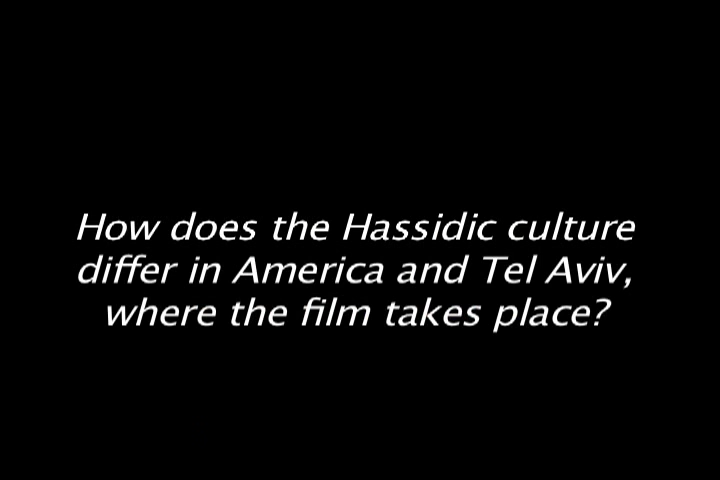 How does the Hassidic culture
differ in America and Tel Aviv,
where the film takes place?